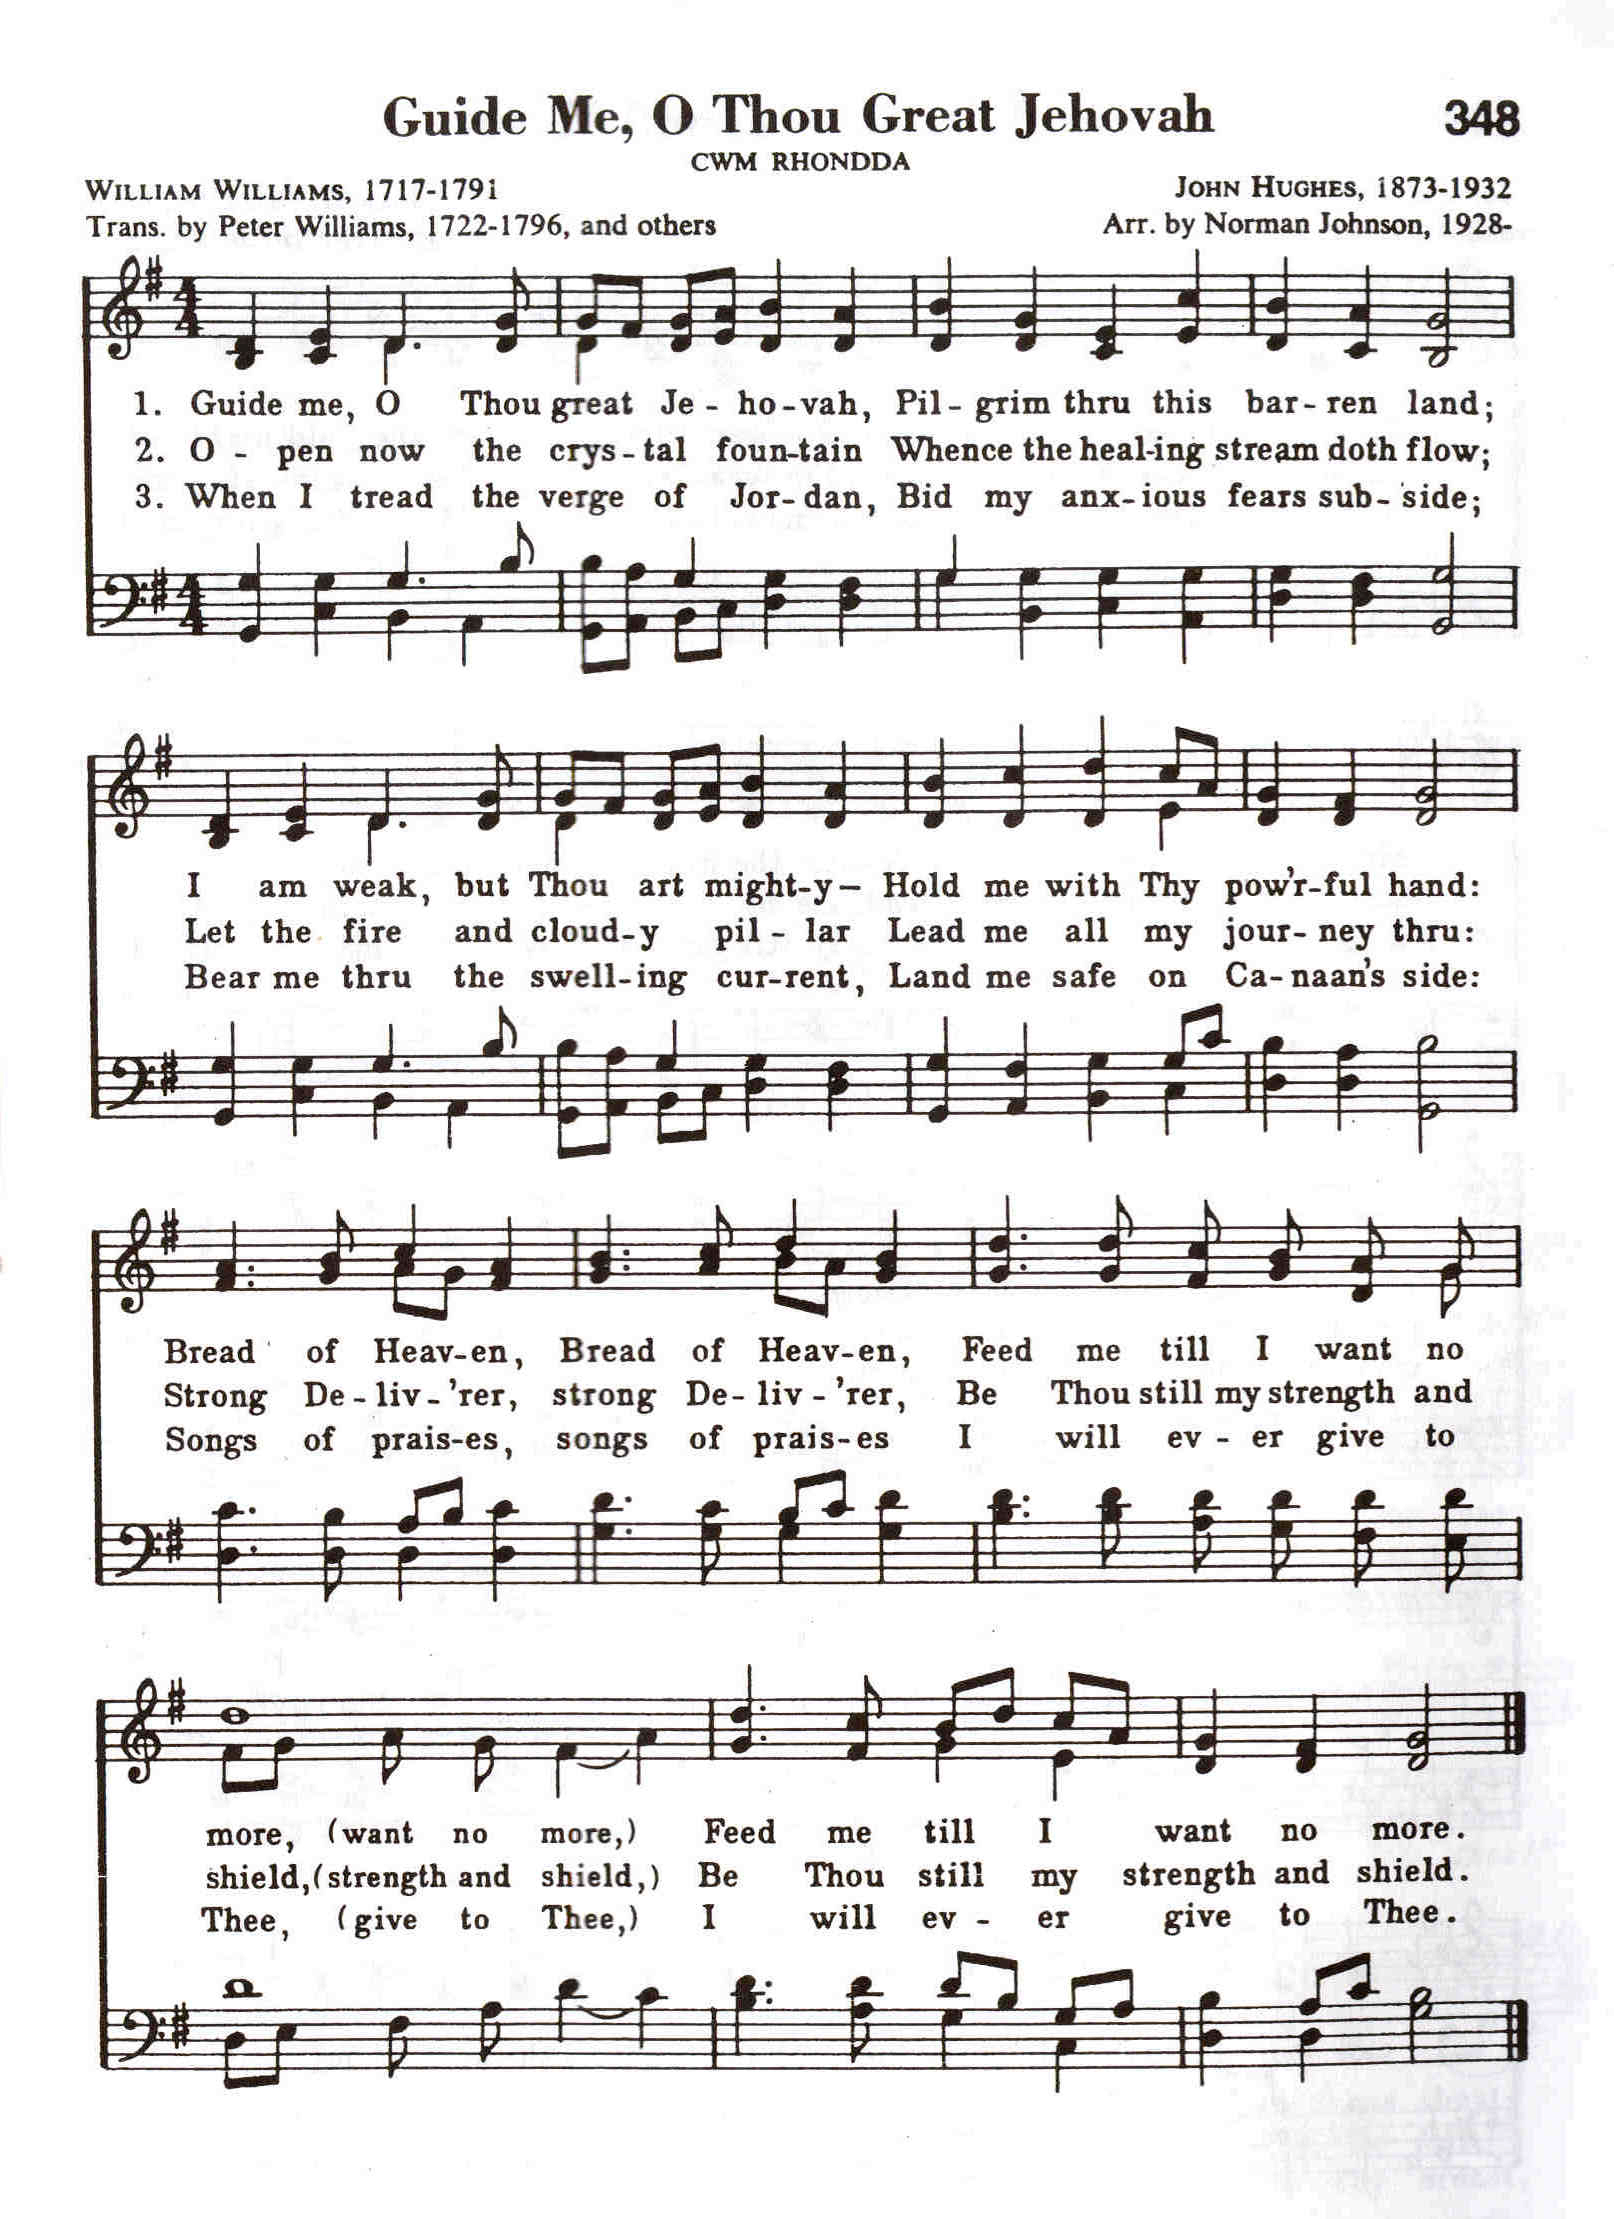 Guide Me, O Thou Great Jehovah 348
CWM RHONDDA
WILLIAM WILLIAMS, 1717-1791 JOHN HUGHES, 1873-1932
Trans. by Peter Williams, 1722-1796, and others Arr. by Norman Johnson, 1928-
1. Guide me, O Thou great Je - ho-vah, Pil - grim thru this bar - ren land;
2. O - pen now the crys - tal foun-tain Whence the heal-ing stream doth flow;
3. When I tread the verge of Jor - dan, Bid my anx - ious fears sub - side;
I am weak, but Thou art might-y— Hold me with Thy pow'r-ful hand:
Let the fire and cloud-y pil - lar Lead me all my jour - ney thru:
Bear me thru the swell-ing cur-rent, Land me safe on Ca-naan's side:
Bread of Heav-en, Bread of Heav-en, Feed me till I want no
Strong De - liv - 'rer, strong De - liv - 'rer, Be Thou still my strength and
Songs of prais-es, songs of prais-es I will ev - er give to
more, (want no more,) Feed me till I want no more.
shield, (strength and shield,) Be Thou still my strength and shield.
Thee, (give to Thee,) I will ev - er give to Thee.